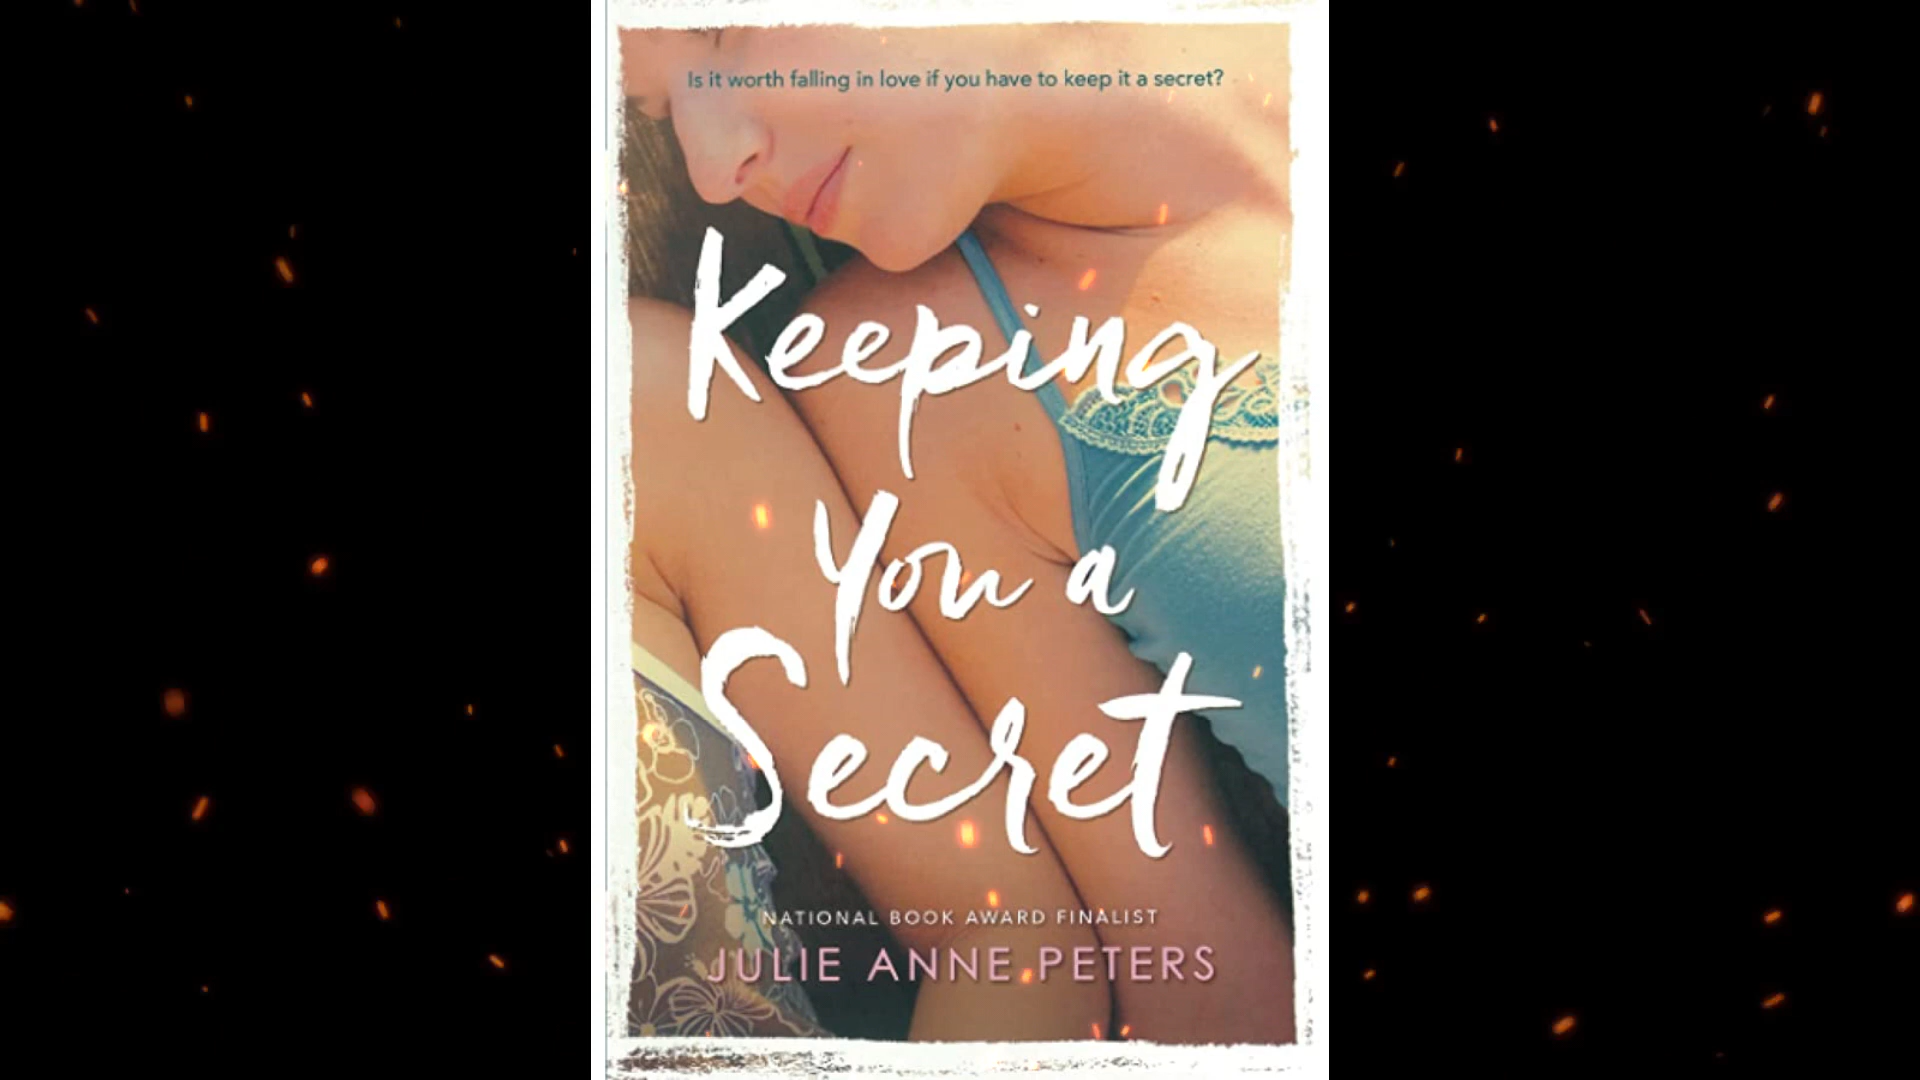 Is it worth falling in love if you have to keep it a secret?
Keeping
You a
Secret
NATIONAL BOOK AWARD FINALIST
JULIE ANNE PETERS